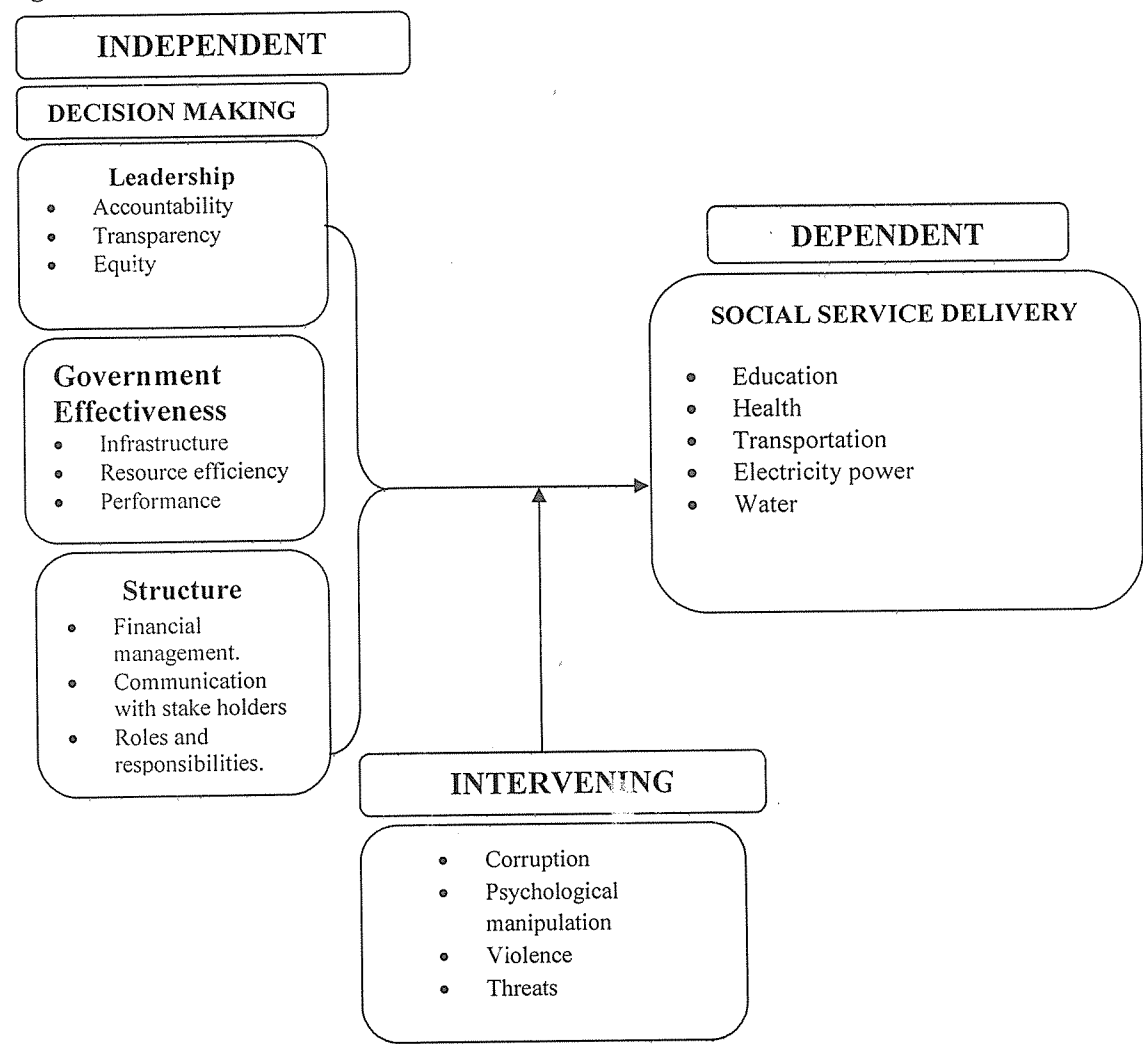 INDEPENDENT
DECISION MAKING
Leadership
• Accountability
• Transparency
• Equity
Government
Effectiveness
• Infrastructure
• Resource efficiency
• Performance
Structure
• Financial
management.
• Communication
with stake holders
• Roles and
responsibilities.
DEPENDENT
SOCIAL SERVICE DELIVERY
• Education
• Health
• Transportation
• Electricity power
• Water
INTERVENING
• Corruption
• Psychological
manipulation
• Violence
• Threats